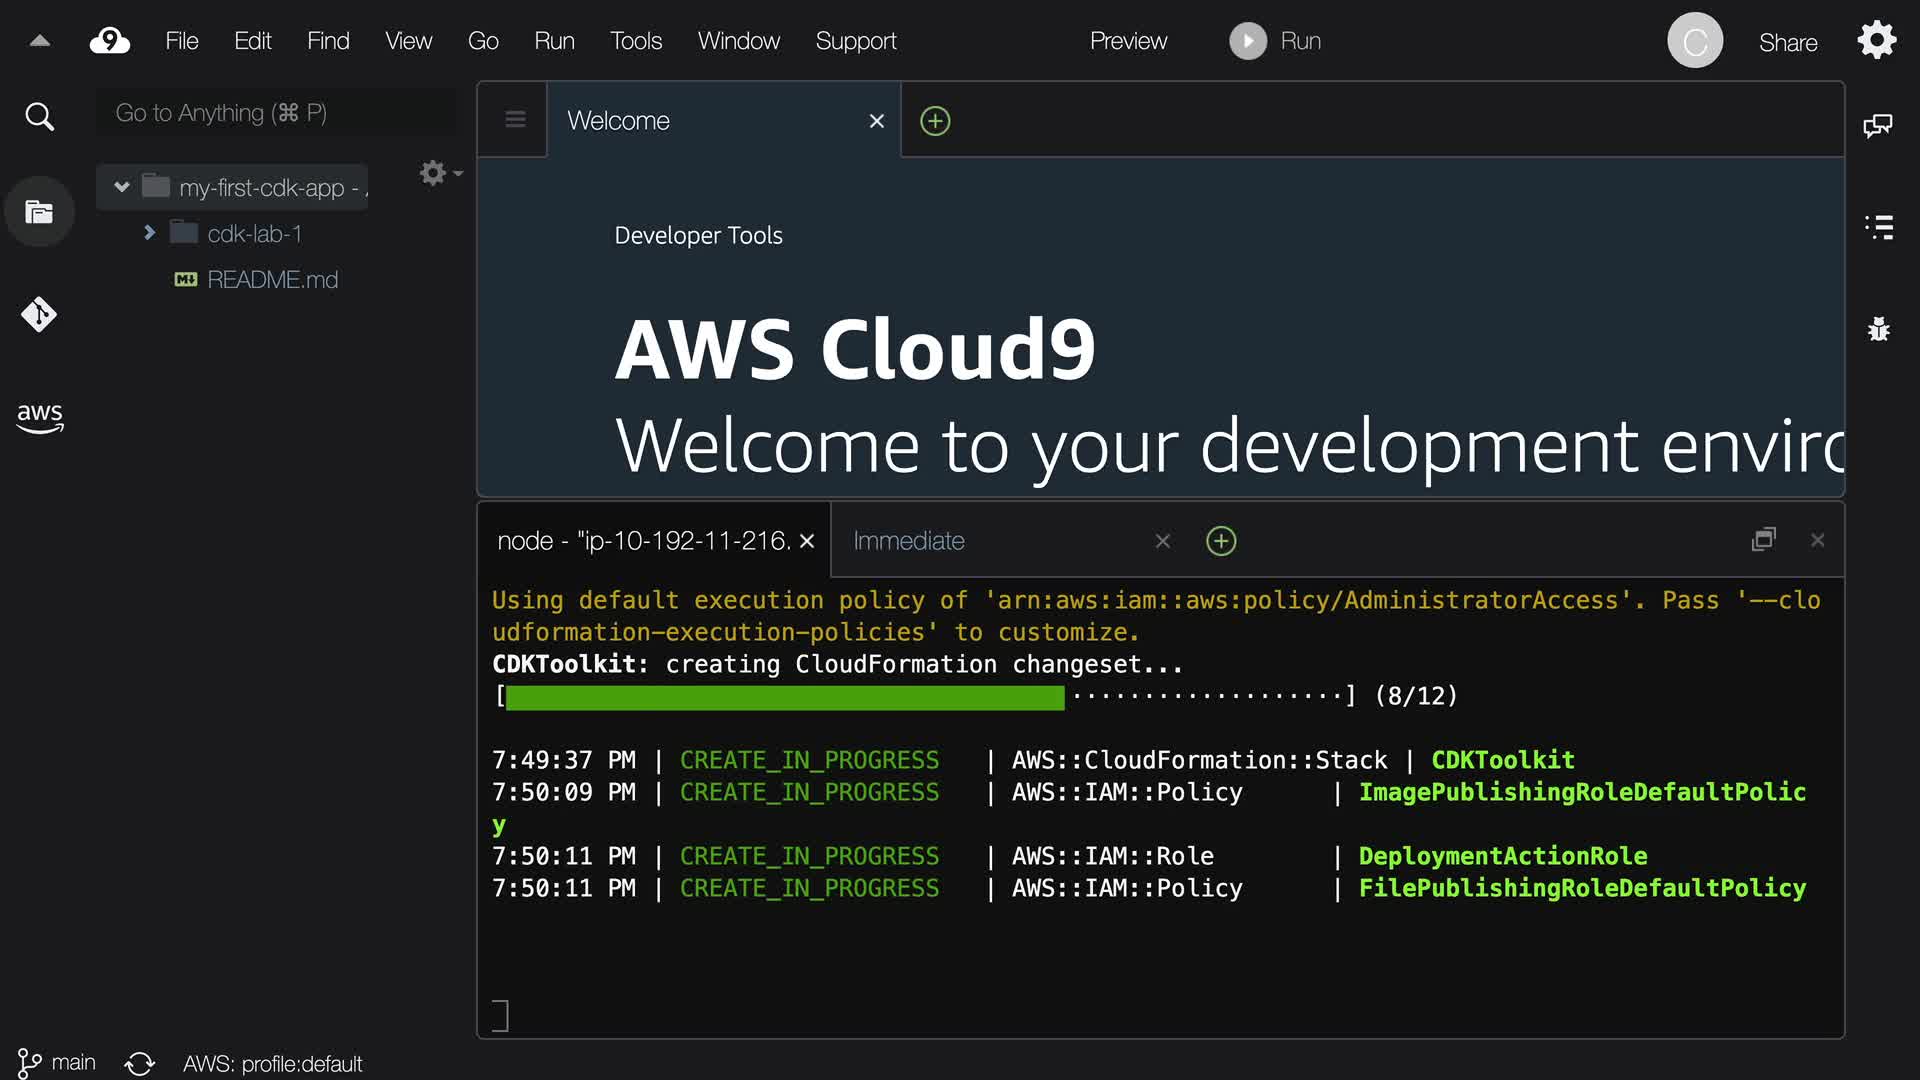 9 File Edit Find View Go Run Tools Window Support Preview Run C Share
Go to Anything (⌘ P)
my-first-cdk-app -
cdk-lab-1
README.md
aws
Welcome
Developer Tools
AWS Cloud9
Welcome to your development enviro
node - "ip-10-192-11-216. Immediate
Using default execution policy of 'arn:aws:iam::aws:policy/AdministratorAccess'. Pass '--clo
udformation-execution-policies' to customize.
CDKToolkit: creating CloudFormation changeset...
[···················] (8/12)
7:49:37 PM | CREATE_IN_PROGRESS | AWS::CloudFormation::Stack | CDKToolkit
7:50:09 PM | CREATE_IN_PROGRESS | AWS::IAM::Policy | ImagePublishingRoleDefaultPolic
y
7:50:11 PM | CREATE_IN_PROGRESS | AWS::IAM::Role | DeploymentActionRole
7:50:11 PM | CREATE_IN_PROGRESS | AWS::IAM::Policy | FilePublishingRoleDefaultPolicy
main AWS: profile:default